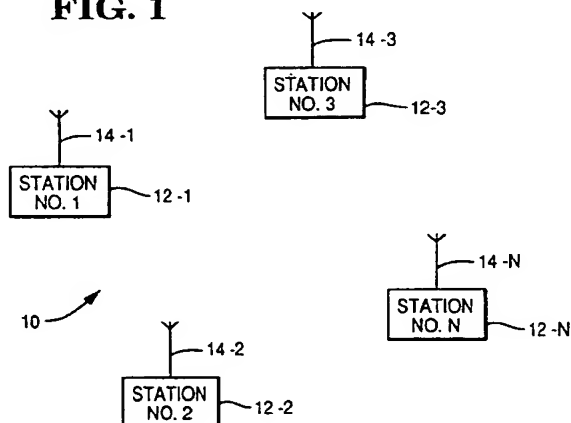 FIG. 1
14-3
STATION
NO. 3
12-3
14-1
STATION
NO. 1
12-1
14-N
STATION
NO. N
12-N
10
14-2
STATION
NO. 2
12-2